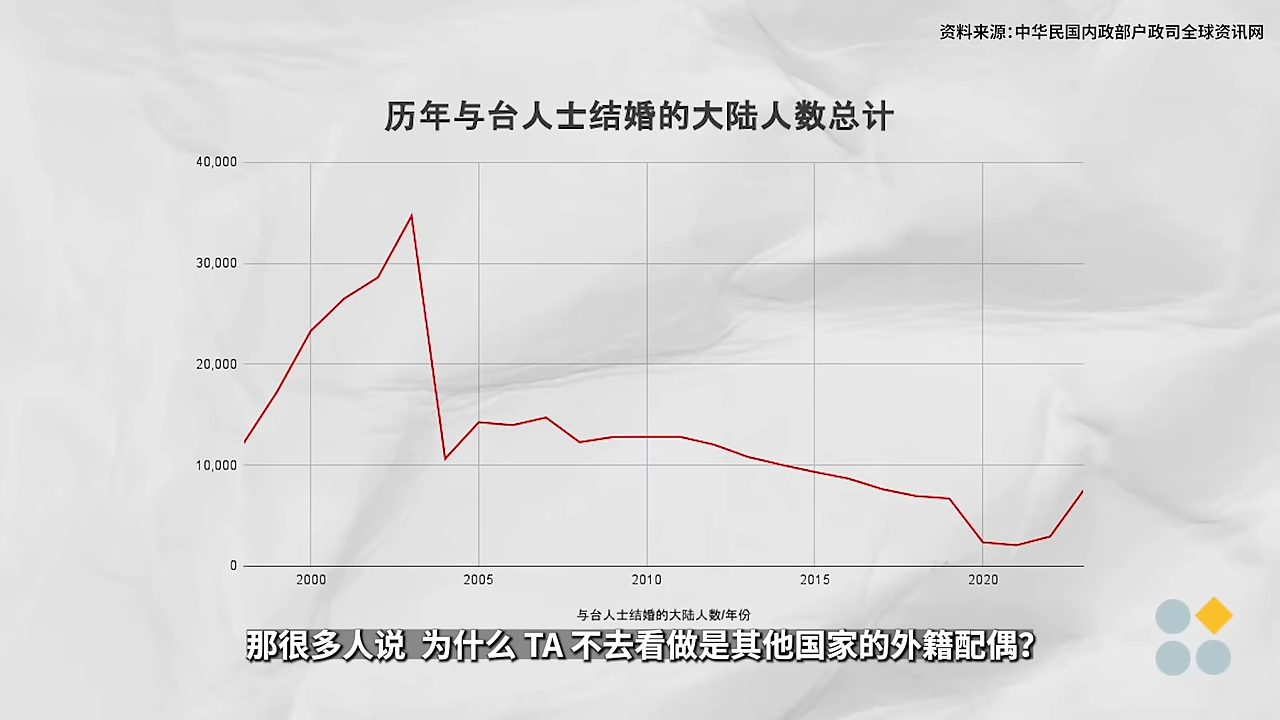 资料来源：中华民国内政部户政司全球资讯网
历年与台人士结婚的大陆人数总计
40,000
30,000
20,000
10,000
0
2000 2005 2010 2015 2020
与台人士结婚的大陆人数/年份
那很多人说 为什么 TA 不去看做是其他国家的外籍配偶？